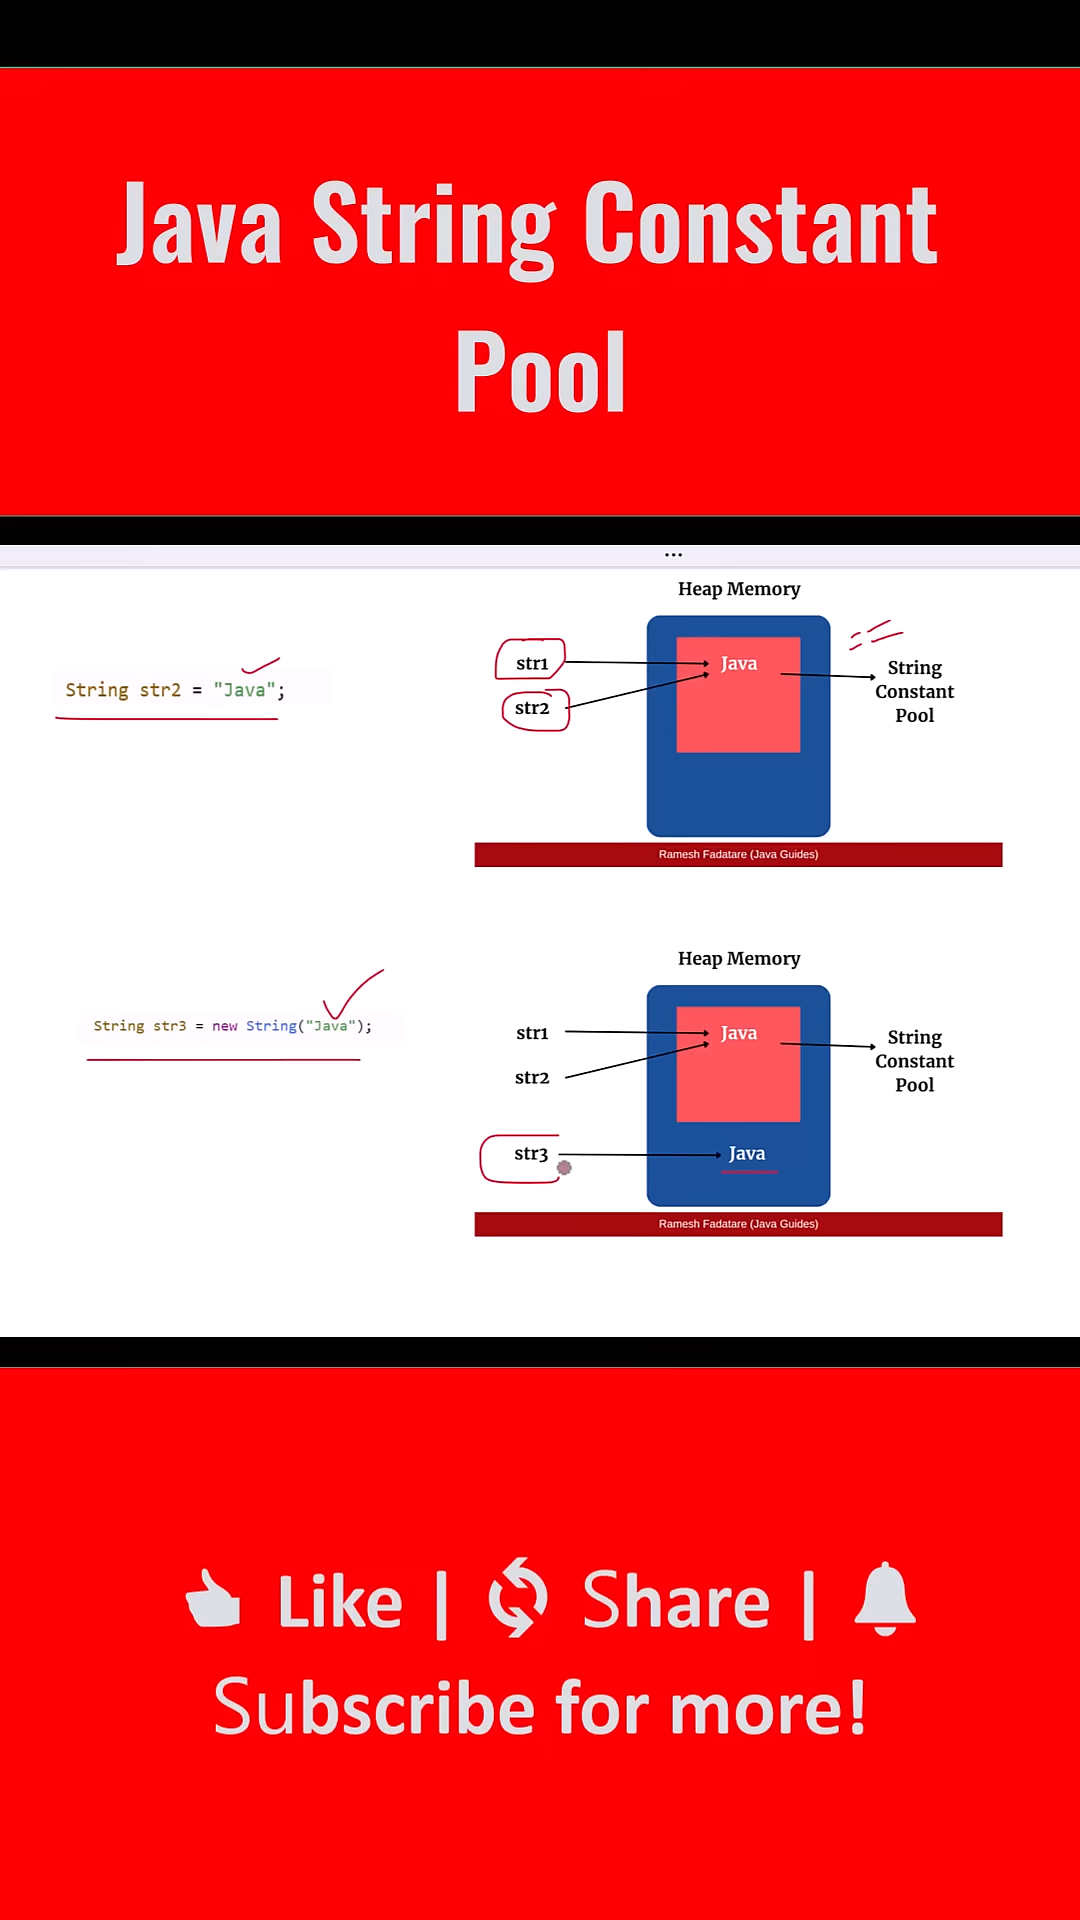 Java String Constant
Pool
Heap Memory
String str2 = "Java";
str1
str2
Java
String
Constant
Pool
Ramesh Fadatare (Java Guides)
Heap Memory
String str3 = new String("Java");
str1
str2
str3
Java
Java
String
Constant
Pool
Ramesh Fadatare (Java Guides)
Like | Share |
Subscribe for more!